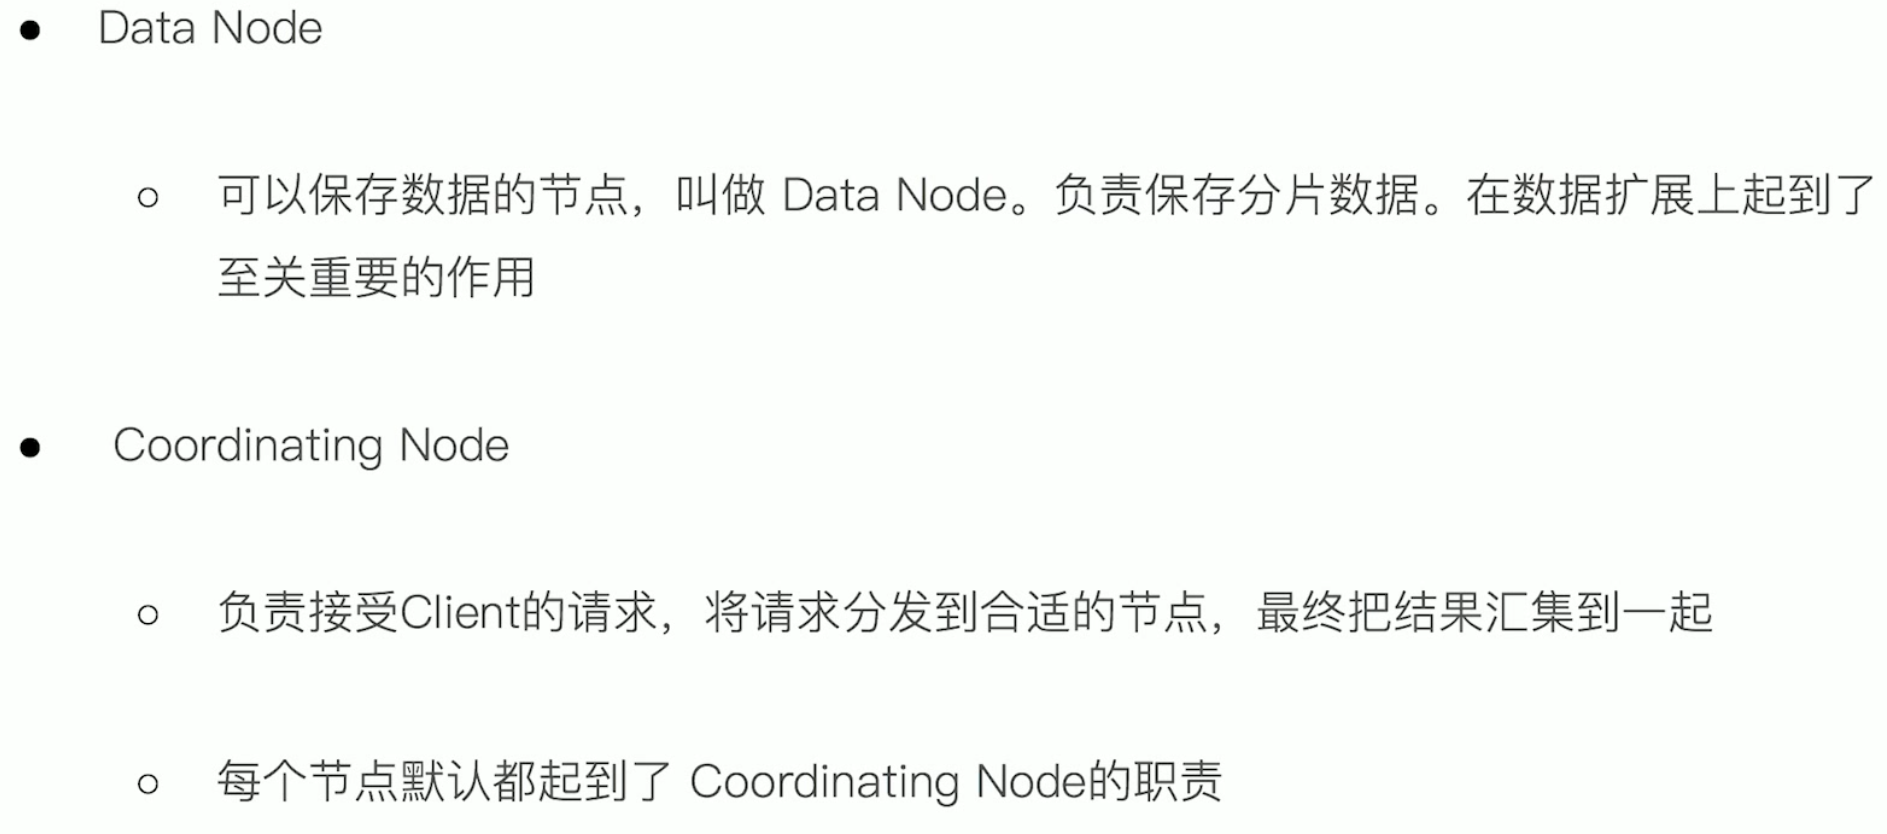 ● Data Node
○ 可以保存数据的节点，叫做 Data Node。负责保存分片数据。在数据扩展上起到了
至关重要的作用
● Coordinating Node
○ 负责接受Client的请求，将请求分发到合适的节点，最终把结果汇集到一起
○ 每个节点默认都起到了 Coordinating Node的职责